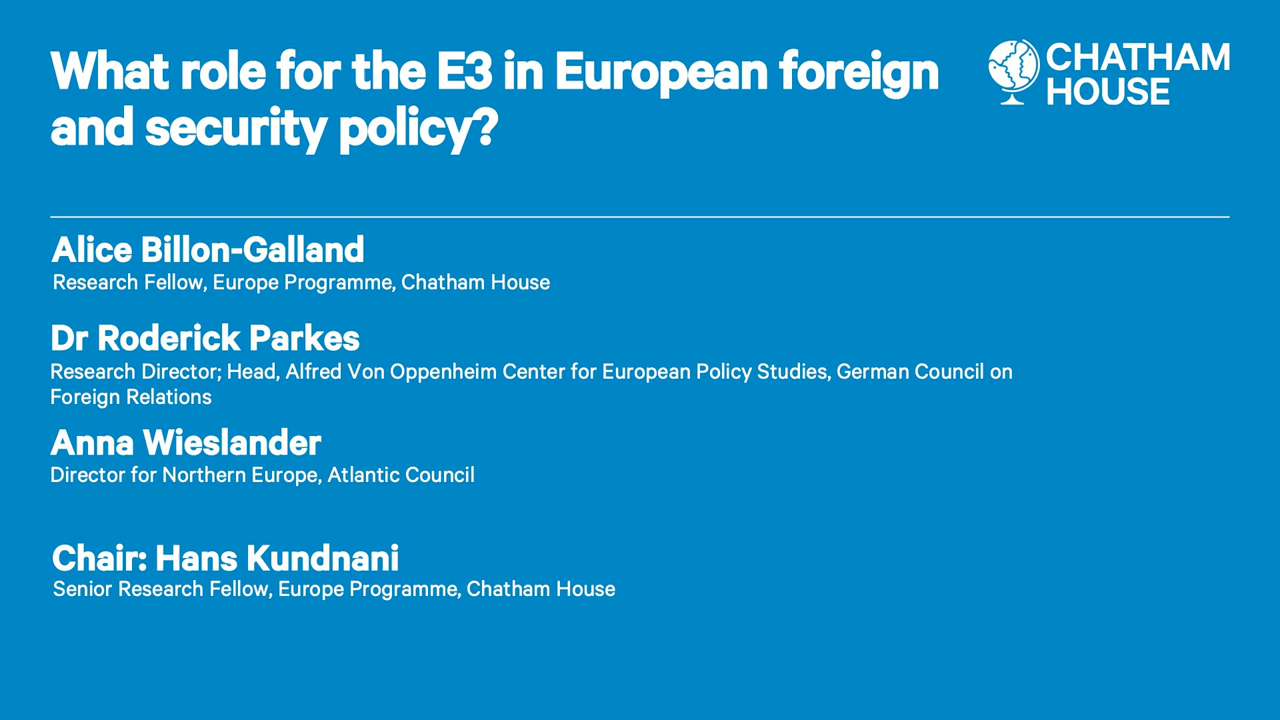 What role for the E3 in European foreign
and security policy?
CHATHAM
HOUSE
Alice Billon-Galland
Research Fellow, Europe Programme, Chatham House
Dr Roderick Parkes
Research Director; Head, Alfred Von Oppenheim Center for European Policy Studies, German Council on
Foreign Relations
Anna Wieslander
Director for Northern Europe, Atlantic Council
Chair: Hans Kundnani
Senior Research Fellow, Europe Programme, Chatham House